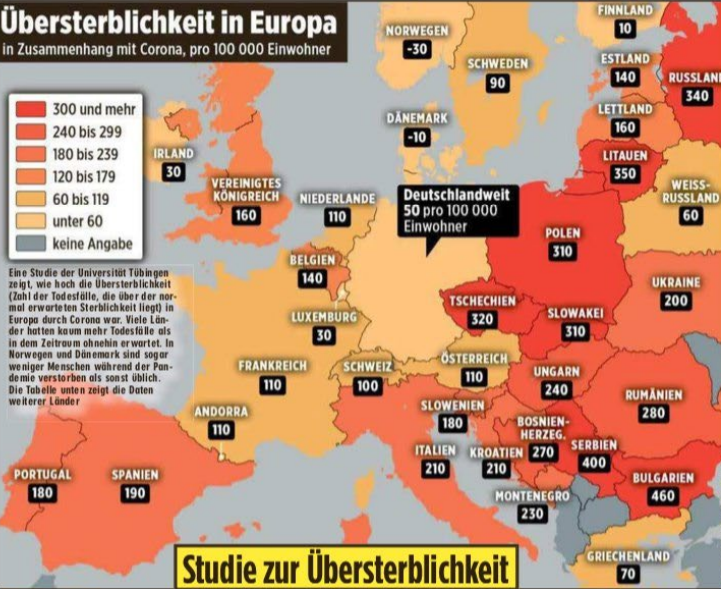 Übersterblichkeit in Europa
in Zusammenhang mit Corona, pro 100 000 Einwohner
300 und mehr
240 bis 299
180 bis 239
120 bis 179
60 bis 119
unter 60
keine Angabe
Eine Studie der Universität Tübingen
zeigt, wie hoch die Übersterblichkeit
(Zahl der Todesfälle, die über der nor-
mal erwarteten Sterblichkeit liegt) in
Europa durch Corona war. Viele Län-
der hatten kaum mehr Todesfälle als
in dem Zeitraum ohnehin erwartet. In
Norwegen und Dänemark sind sogar
weniger Menschen während der Pan-
demie verstorben als sonst üblich.
Die Tabelle unten zeigt die Daten
weiterer Länder
NORWEGEN
-30
FINNLAND
10
SCHWEDEN
90
ESTLAND
140
RUSSLAN
340
DÄNEMARK
-10
LETTLAND
160
LITAUEN
350
IRLAND
30
VEREINIGTES
KÖNIGREICH
160
NIEDERLANDE
110
Deutschlandweit
50 pro 100 000
Einwohner
WEISS-
RUSSLAND
60
POLEN
310
BELGIEN
140
LUXEMBURG
30
TSCHECHIEN
320
SLOWAKEI
310
UKRAINE
200
FRANKREICH
110
SCHWEIZ
100
ÖSTERREICH
110
UNGARN
240
RUMÄNIEN
280
ANDORRA
110
SLOWENIEN
180
BOSNIEN-
HERZEG.
270
ITALIEN
210
KROATIEN
210
SERBIEN
400
PORTUGAL
180
SPANIEN
190
MONTENEGRO
230
BULGARIEN
460
GRIECHENLAND
70
Studie zur Übersterblichkeit